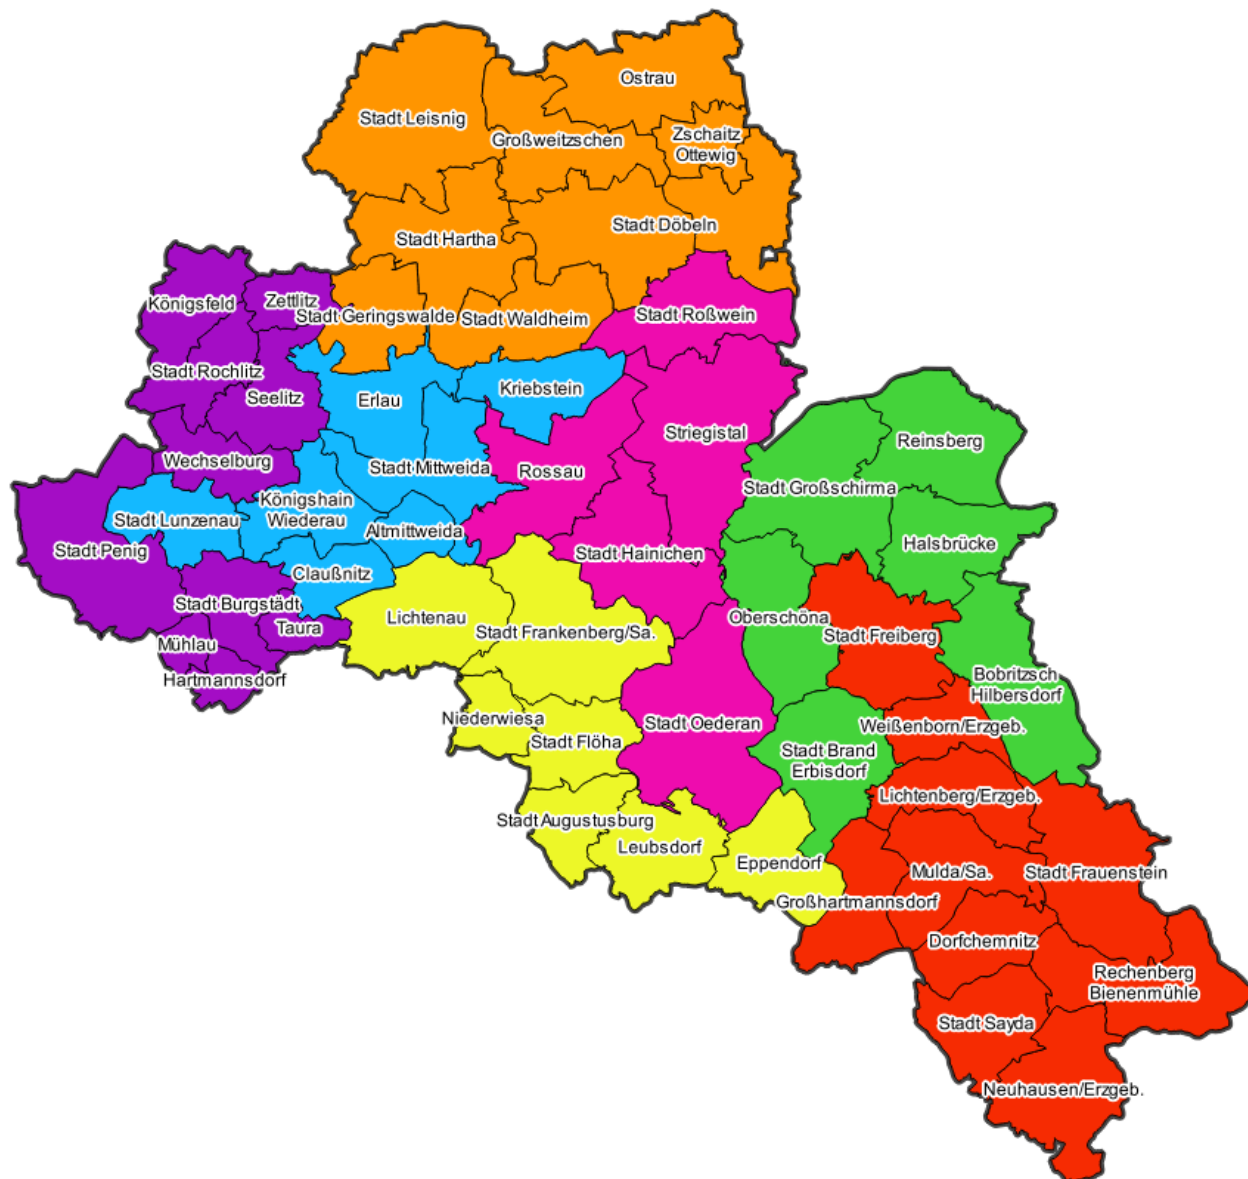 Ostrau
Stadt Leisnig
Großweitzschen
Zschaitz
Ottewig
Stadt Döbeln
Stadt Hartha
Königsfeld
Zettlitz
Stadt Geringswalde
Stadt Waldheim
Stadt Roßwein
Stadt Rochlitz
Seelitz
Erlau
Kriebstein
Striegistal
Reinsberg
Wechselburg
Stadt Mittweida
Rossau
Stadt Großschirma
Königshain
Wiederau
Stadt Lunzenau
Altmittweida
Halsbrücke
Stadt Penig
Stadt Hainichen
Claußnitz
Stadt Burgstädt
Lichtenau
Oberschöna
Taura
Stadt Frankenberg/Sa.
Stadt Freiberg
Mühlau
Hartmannsdorf
Bobritzsch
Hilbersdorf
Niederwiesa
Stadt Oederan
Weißenborn/Erzgeb.
Stadt Flöha
Stadt Brand
Erbisdorf
Lichtenberg/Erzgeb.
Stadt Augustusburg
Leubsdorf
Eppendorf
Mulda/Sa.
Stadt Frauenstein
Großhartmannsdorf
Dorfchemnitz
Rechenberg
Bienenmühle
Stadt Sayda
Neuhausen/Erzgeb.